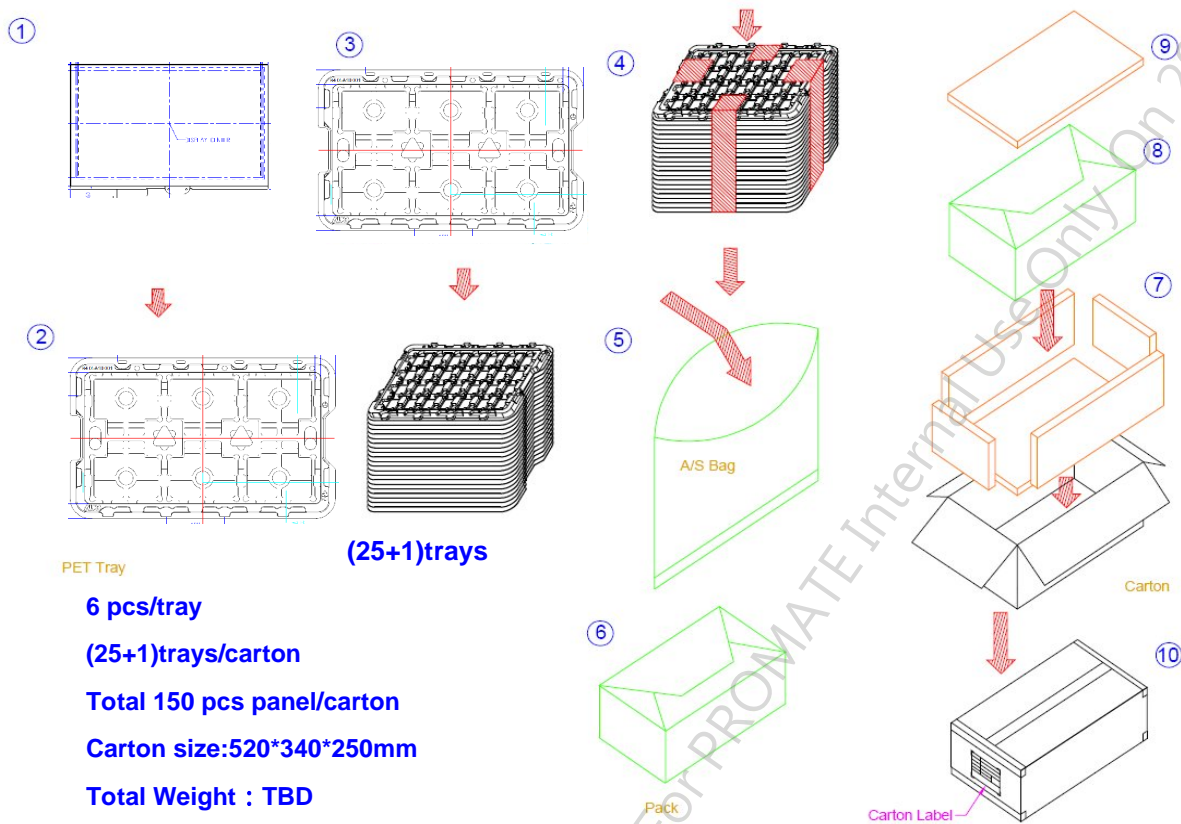 ①
②
③
④
⑤
⑥
⑦
⑧
⑨
⑩
PET Tray
(25+1)trays
6 pcs/tray
(25+1)trays/carton
Total 150 pcs panel/carton
Carton size:520*340*250mm
Total Weight : TBD
A/S Bag
Pack
Carton
Carton Label
For PROMATE Internal Use Only On 2